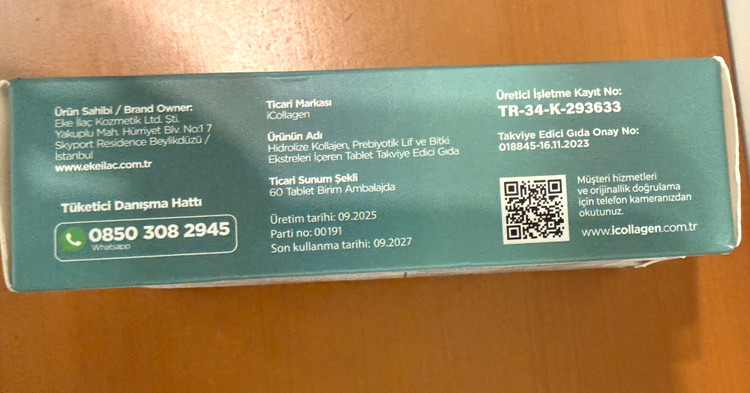 Ürün Sahibi / Brand Owner:
Eke İlaç Kozmetik Ltd. Şti.
Yakuplu Mah. Hürriyet Blv. No:1 7
Skyport Residence Beylikdüzü /
İstanbul
www.ekeilac.com.tr
Tüketici Danışma Hattı
0850 308 2945
Whatsapp
Ticari Markası
iCollagen
Ürünün Adı
Hidrolize Kollajen, Prebiyotik Lif ve Bitki
Ekstreleri İçeren Tablet Takviye Edici Gıda
Ticari Sunum Şekli
60 Tablet Birim Ambalajda
Üretim tarihi: 09.2025
Parti no: 00191
Son kullanma tarihi: 09.2027
Üretici İşletme Kayıt No:
TR-34-K-293633
Takviye Edici Gıda Onay No:
018845-16.11.2023
Müşteri hizmetleri
ve orijinallik doğrulama
için telefon kameranızdan
okutunuz.
www.icollagen.com.tr